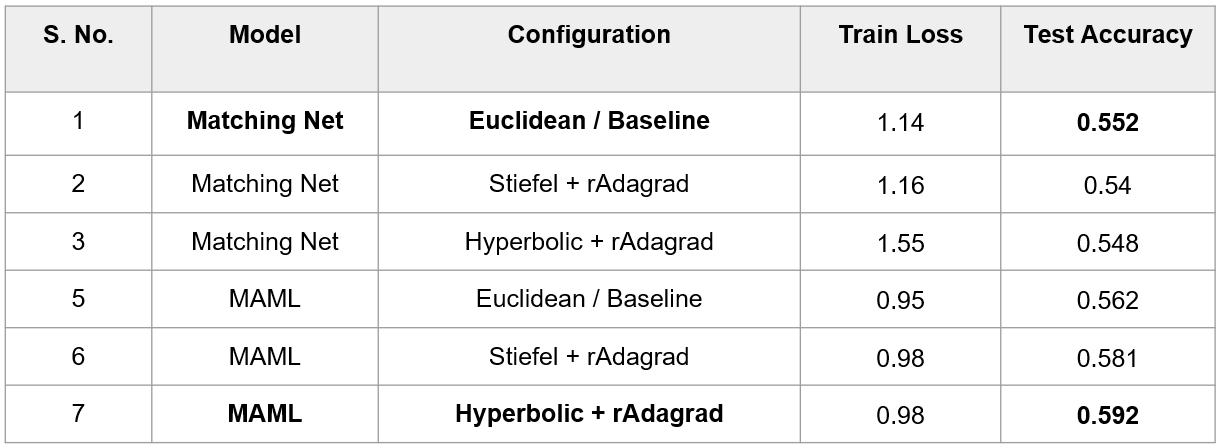 S. No. Model Configuration Train Loss Test Accuracy
1 Matching Net Euclidean / Baseline 1.14 0.552
2 Matching Net Stiefel + rAdagrad 1.16 0.54
3 Matching Net Hyperbolic + rAdagrad 1.55 0.548
5 MAML Euclidean / Baseline 0.95 0.562
6 MAML Stiefel + rAdagrad 0.98 0.581
7 MAML Hyperbolic + rAdagrad 0.98 0.592